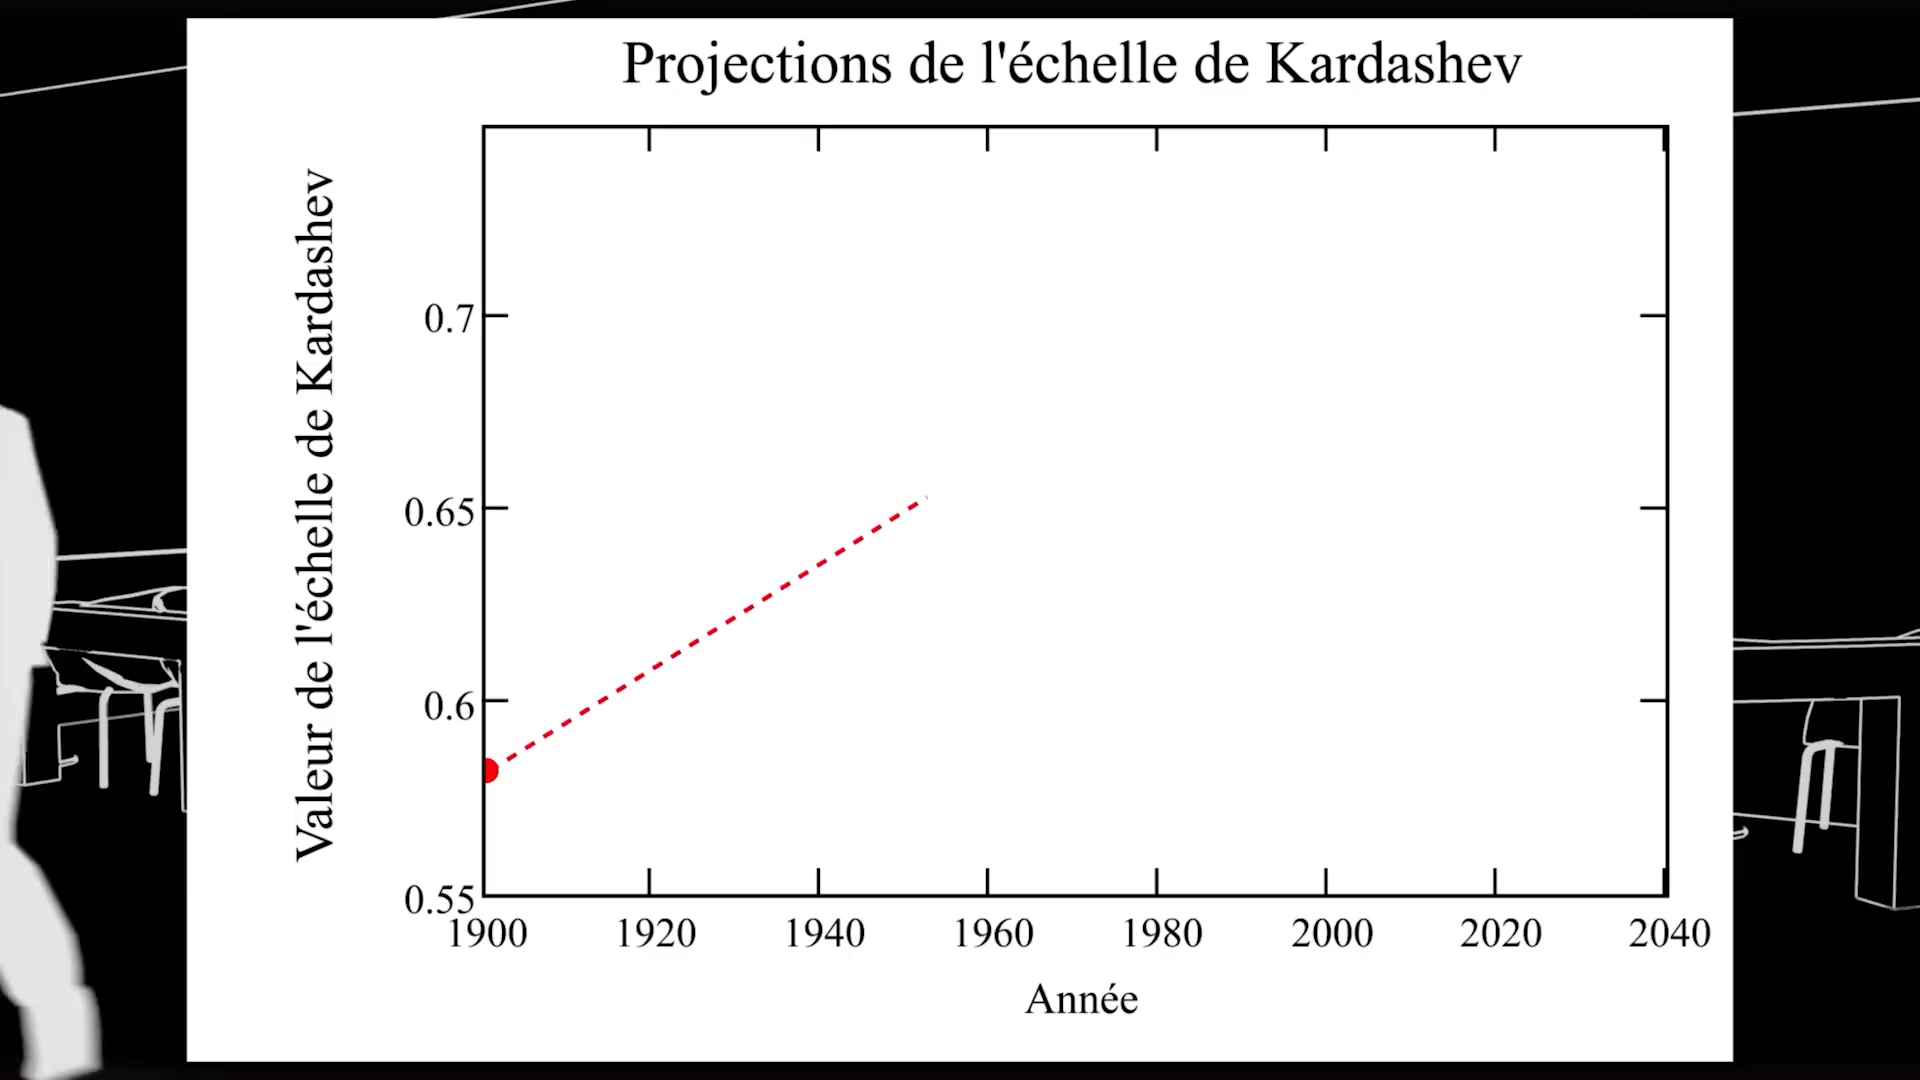 Projections de l'échelle de Kardashev
Valeur de l'échelle de Kardashev
0.7
0.65
0.6
0.55
1900 1920 1940 1960 1980 2000 2020 2040
Année